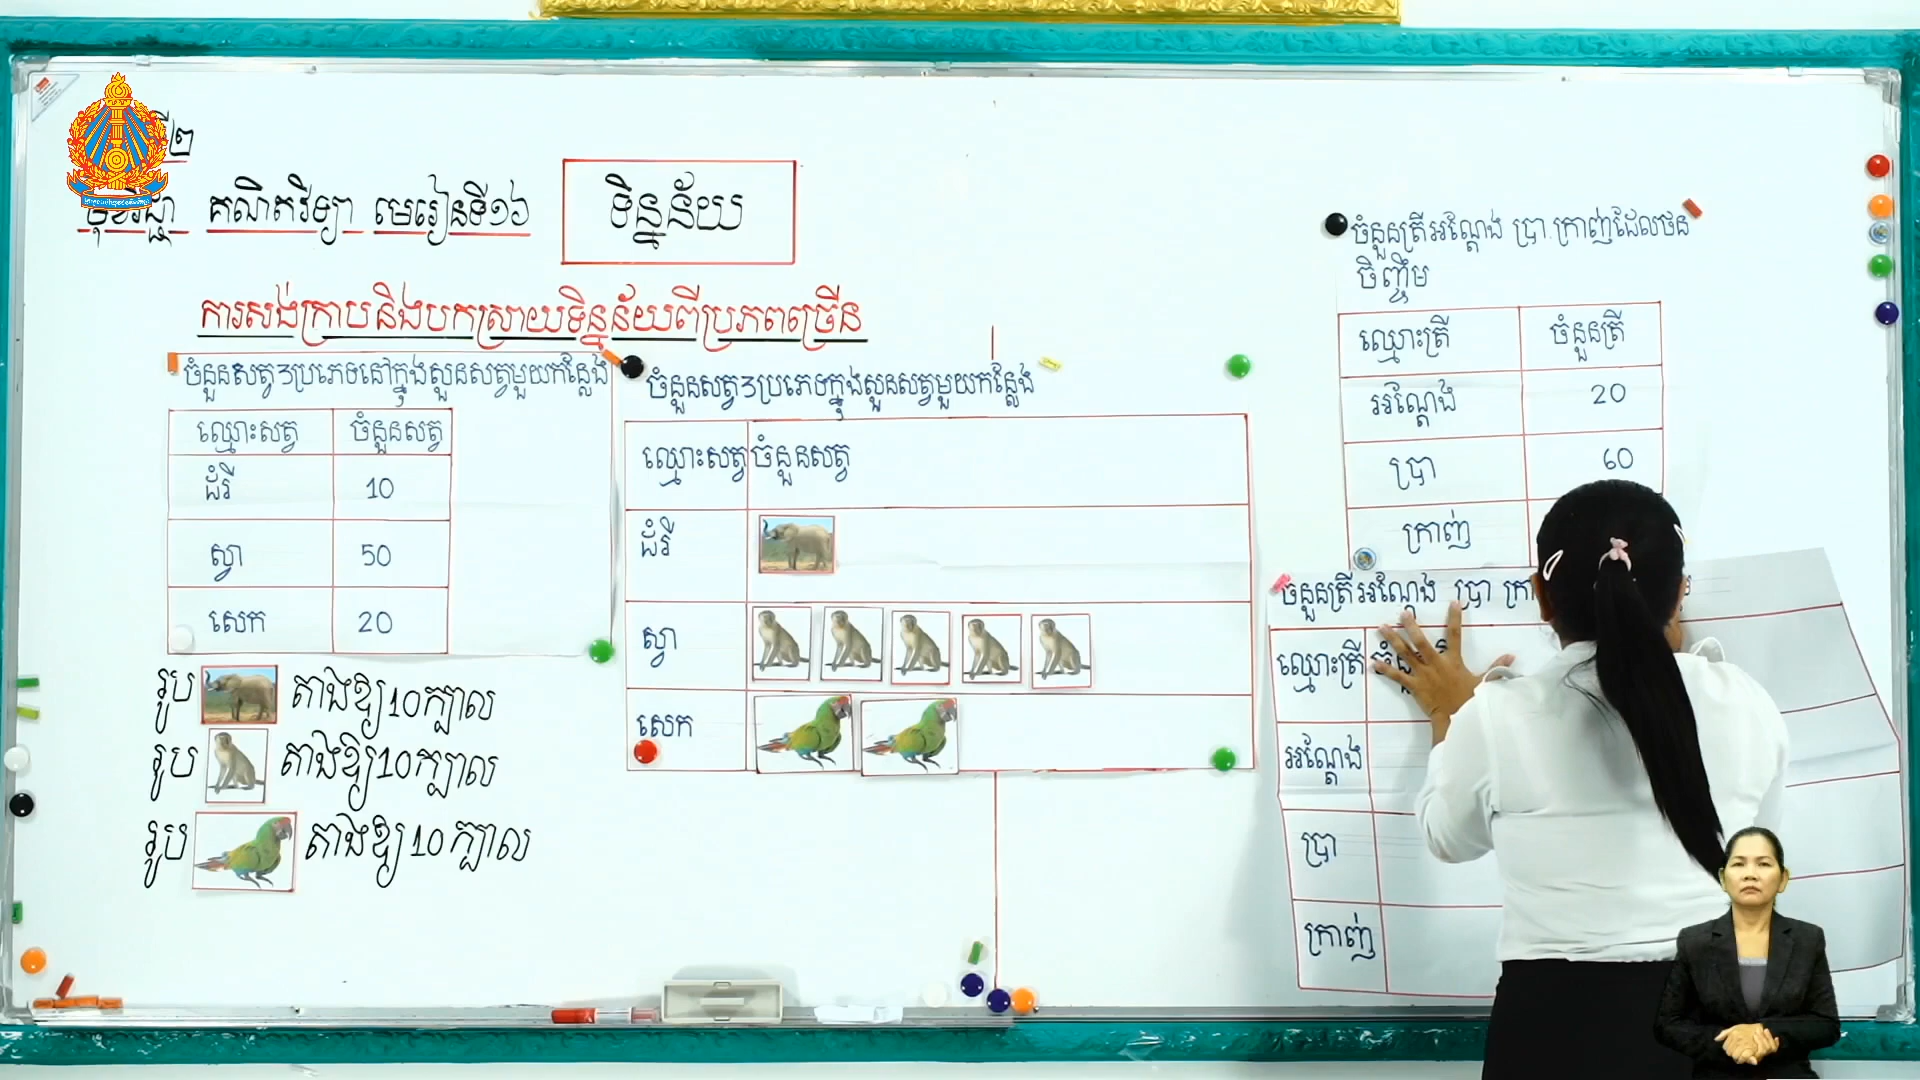 ទី២
មុខវិជ្ជា គណិតវិទ្យា មេរៀនទី១៦
ទិន្នន័យ
ការសង់ក្រាបនិងបកស្រាយទិន្នន័យពីប្រភពច្រើន
ចំនួនសត្វ3ប្រភេទនៅក្នុងសួនសត្វមួយកន្លែង
ឈ្មោះសត្វ ចំនួនសត្វ
ដំរី 10
ស្វា 50
សេក 20
រូប តាងឱ្យ 10 ក្បាល
រូប តាងឱ្យ 10 ក្បាល
រូប តាងឱ្យ 10 ក្បាល
ចំនួនសត្វ3ប្រភេទក្នុងសួនសត្វមួយកន្លែង
ឈ្មោះសត្វ ចំនួនសត្វ
ដំរី
ស្វា
សេក
ចំនួនត្រីអណ្ដែង ប្រា ក្រាញ់ដែលថន
ចិញ្ចឹម
ឈ្មោះត្រី ចំនួនត្រី
អណ្ដែង 20
ប្រា 60
ក្រាញ់
ចំនួនត្រីអណ្ដែង ប្រា
ឈ្មោះត្រី
អណ្ដែង
ប្រា
ក្រាញ់